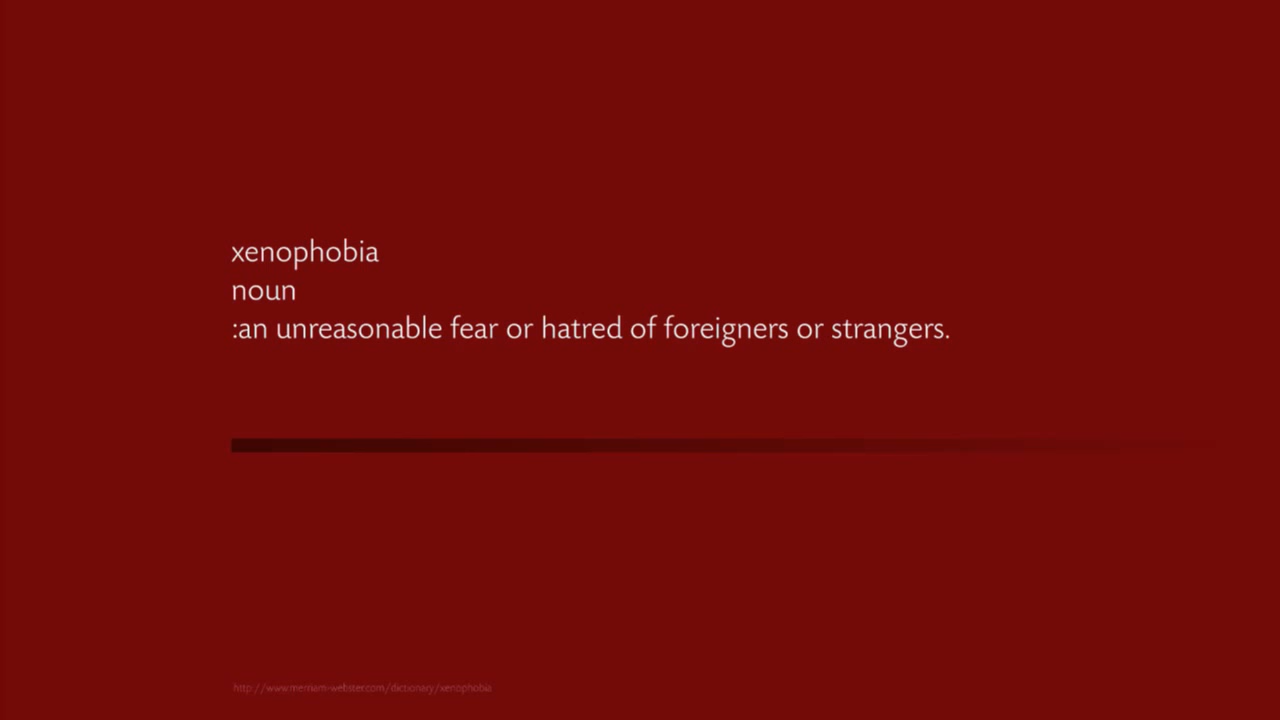 xenophobia
noun
:an unreasonable fear or hatred of foreigners or strangers.
http://www.merriam-webster.com/dictionary/xenophobia